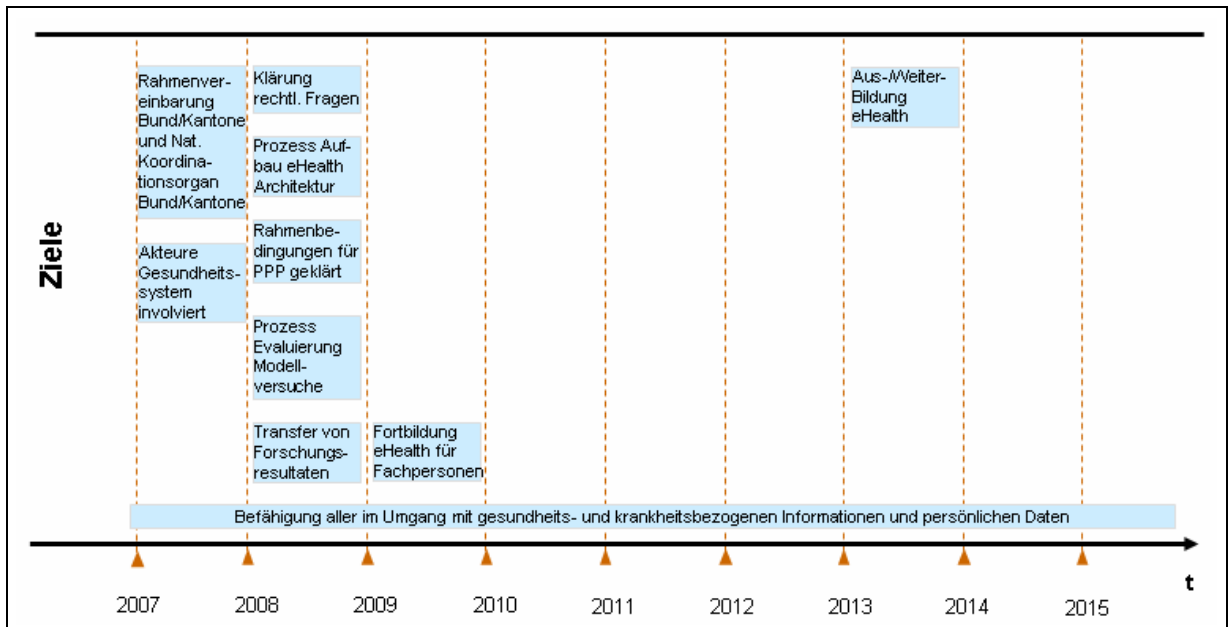 Ziele
Rahmenver-
einbarung
Bund/Kantone
und Nat.
Koordina-
tionsorgan
Bund/Kantone
Akteure
Gesundheits-
system
involviert
Klärung
rechtl. Fragen
Prozess Auf-
bau eHealth
Architektur
Rahmenbe-
dingungen für
PPP geklärt
Prozess
Evaluierung
Modell-
versuche
Transfer von
Forschungs-
resultaten
Fortbildung
eHealth für
Fachpersonen
Aus-/Weiter-
Bildung
eHealth
Befähigung aller im Umgang mit gesundheits- und krankheitsbezogenen Informationen und persönlichen Daten
t
2007 2008 2009 2010 2011 2012 2013 2014 2015